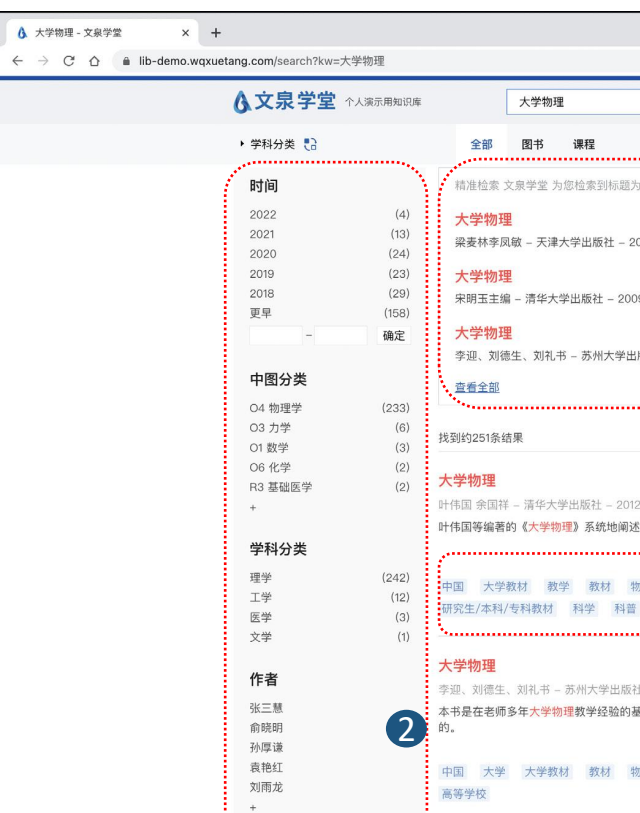 大学物理 - 文泉学堂
lib-demo.wqxuetang.com/search?kw=大学物理
文泉学堂 个人演示用知识库
大学物理
学科分类
全部 图书 课程
时间
2022 (4)
2021 (13)
2020 (24)
2019 (23)
2018 (29)
更早 (158)
– 确定
中图分类
O4 物理学 (233)
O3 力学 (6)
O1 数学 (3)
O6 化学 (2)
R3 基础医学 (2)
+
学科分类
理学 (242)
工学 (12)
医学 (3)
文学 (1)
作者
张三慧
俞晓明
孙厚谦
袁艳红
刘雨龙
+
2
精准检索 文泉学堂 为您检索到标题为
大学物理
梁麦林李凤敏 – 天津大学出版社 – 20
大学物理
宋明玉主编 – 清华大学出版社 – 2009
大学物理
李迎、刘德生、刘礼书 – 苏州大学出
查看全部
找到约251条结果
大学物理
叶伟国 余国祥 – 清华大学出版社 – 2012
叶伟国等编著的《大学物理》系统地阐述
中国 大学教材 教学 教材 物
研究生/本科/专科教材 科学 科普
大学物理
李迎、刘德生、刘礼书 – 苏州大学出版社
本书是在老师多年大学物理教学经验的基
的。
中国 大学 大学教材 教材 物
高等学校